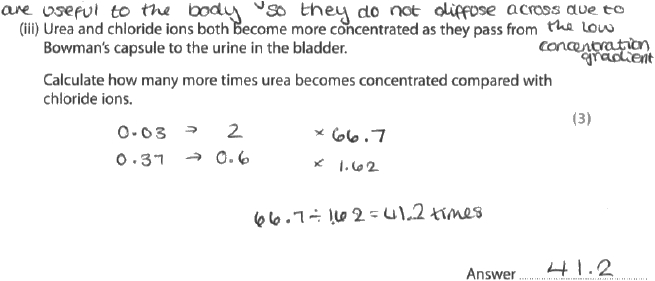 are useful to the body so they do not diffuse across due to
(iii) Urea and chloride ions both become more concentrated as they pass from the low
Bowman's capsule to the urine in the bladder. concentration
gradient
Calculate how many more times urea becomes concentrated compared with
chloride ions.
(3)
0.03 → 2 × 66.7
0.37 → 0.6 × 1.62
66.7 ÷ 1.62 = 41.2 times
Answer 41.2